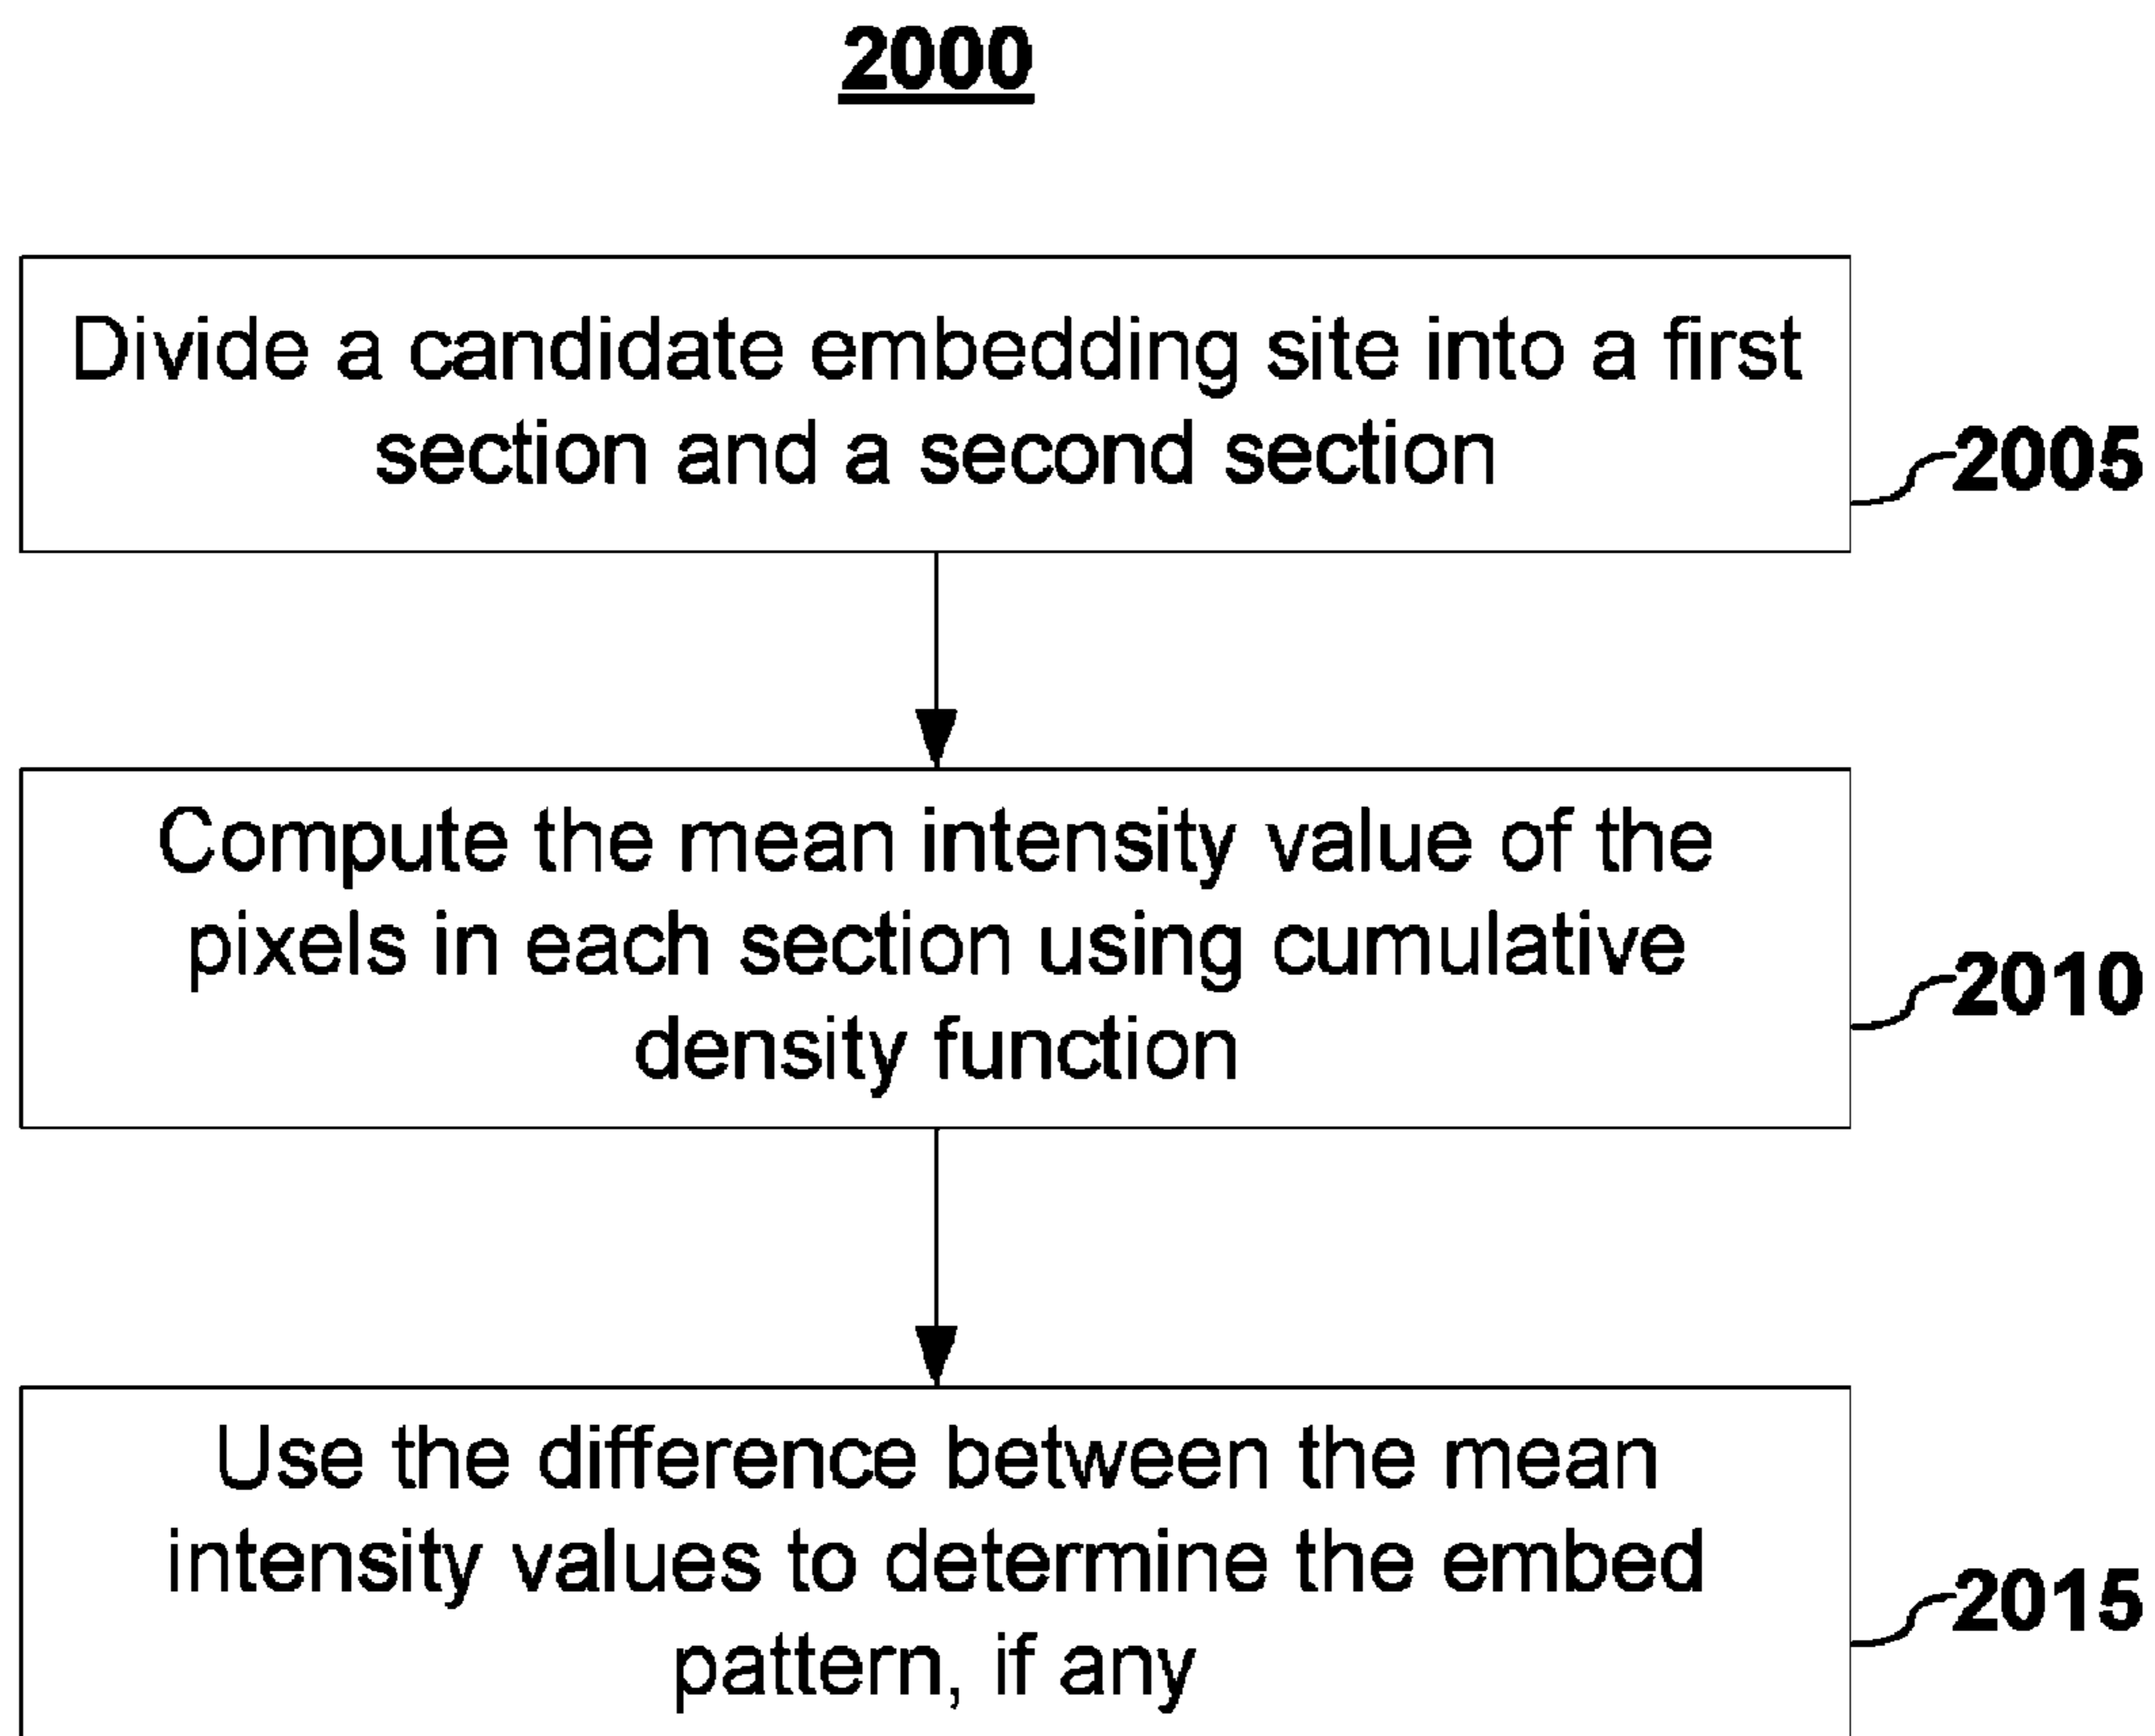 2000
Divide a candidate embedding site into a first
section and a second section
2005
Compute the mean intensity value of the
pixels in each section using cumulative
density function
2010
Use the difference between the mean
intensity values to determine the embed
pattern, if any
2015